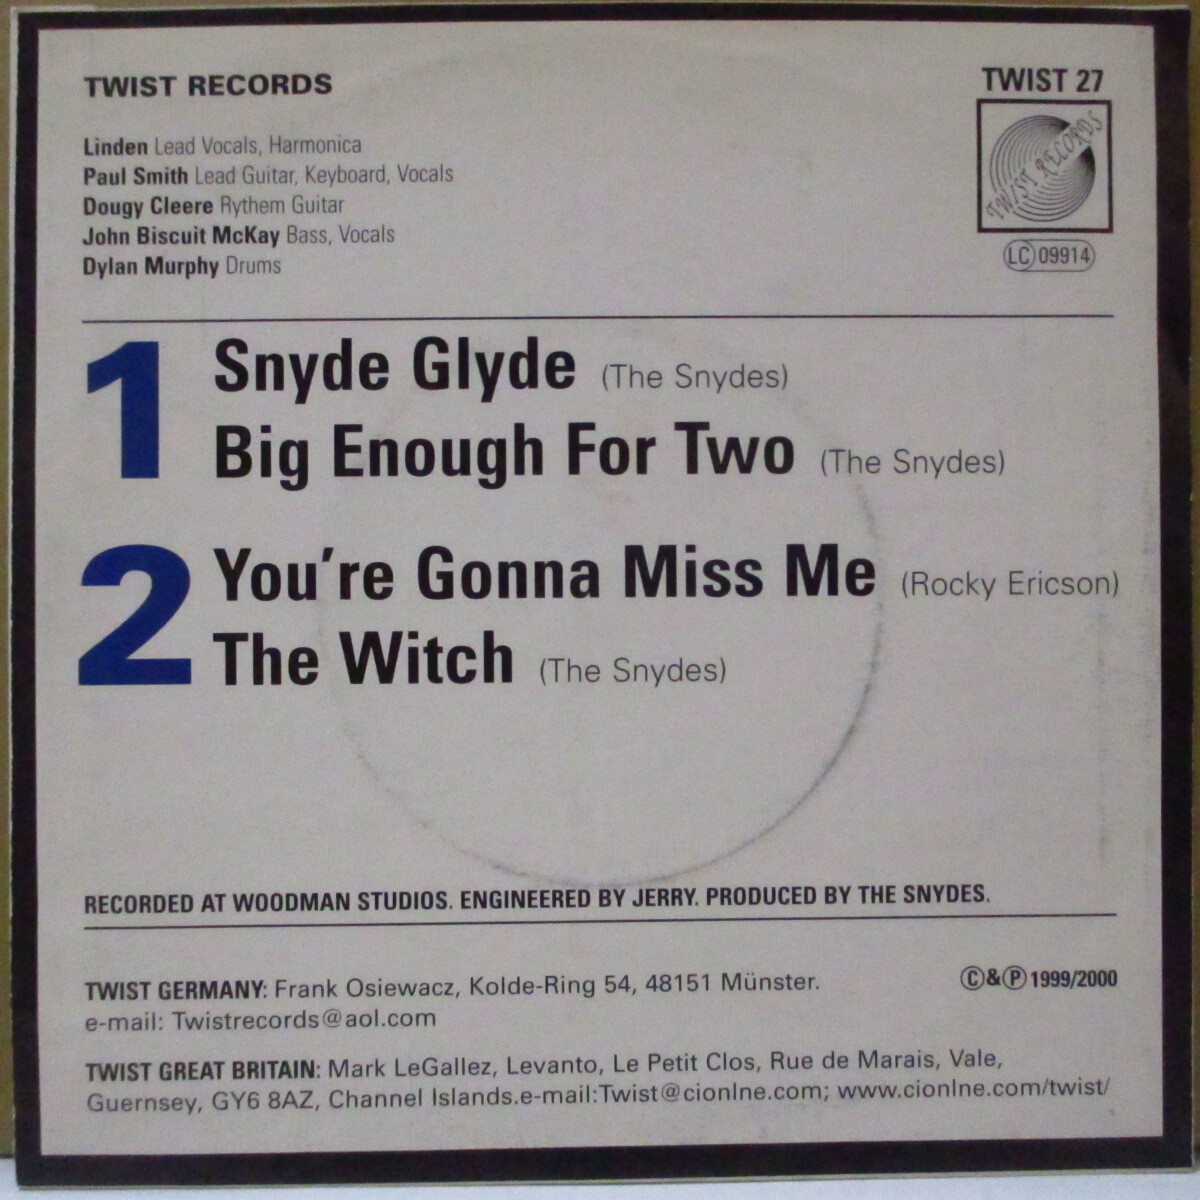 TWIST RECORDS
TWIST 27
TWIST RECORDS
LC 09914
Linden Lead Vocals, Harmonica
Paul Smith Lead Guitar, Keyboard, Vocals
Dougy Cleere Rythem Guitar
John Biscuit McKay Bass, Vocals
Dylan Murphy Drums
1 Snyde Glyde (The Snydes)
Big Enough For Two (The Snydes)
2 You're Gonna Miss Me (Rocky Ericson)
The Witch (The Snydes)
RECORDED AT WOODMAN STUDIOS. ENGINEERED BY JERRY. PRODUCED BY THE SNYDES.
TWIST GERMANY: Frank Osiewacz, Kolde-Ring 54, 48151 Münster.
e-mail: Twistrecords@aol.com
Ⓒ&Ⓟ 1999/2000
TWIST GREAT BRITAIN: Mark LeGallez, Levanto, Le Petit Clos, Rue de Marais, Vale,
Guernsey, GY6 8AZ, Channel Islands.e-mail:Twist@cionlne.com; www.cionlne.com/twist/